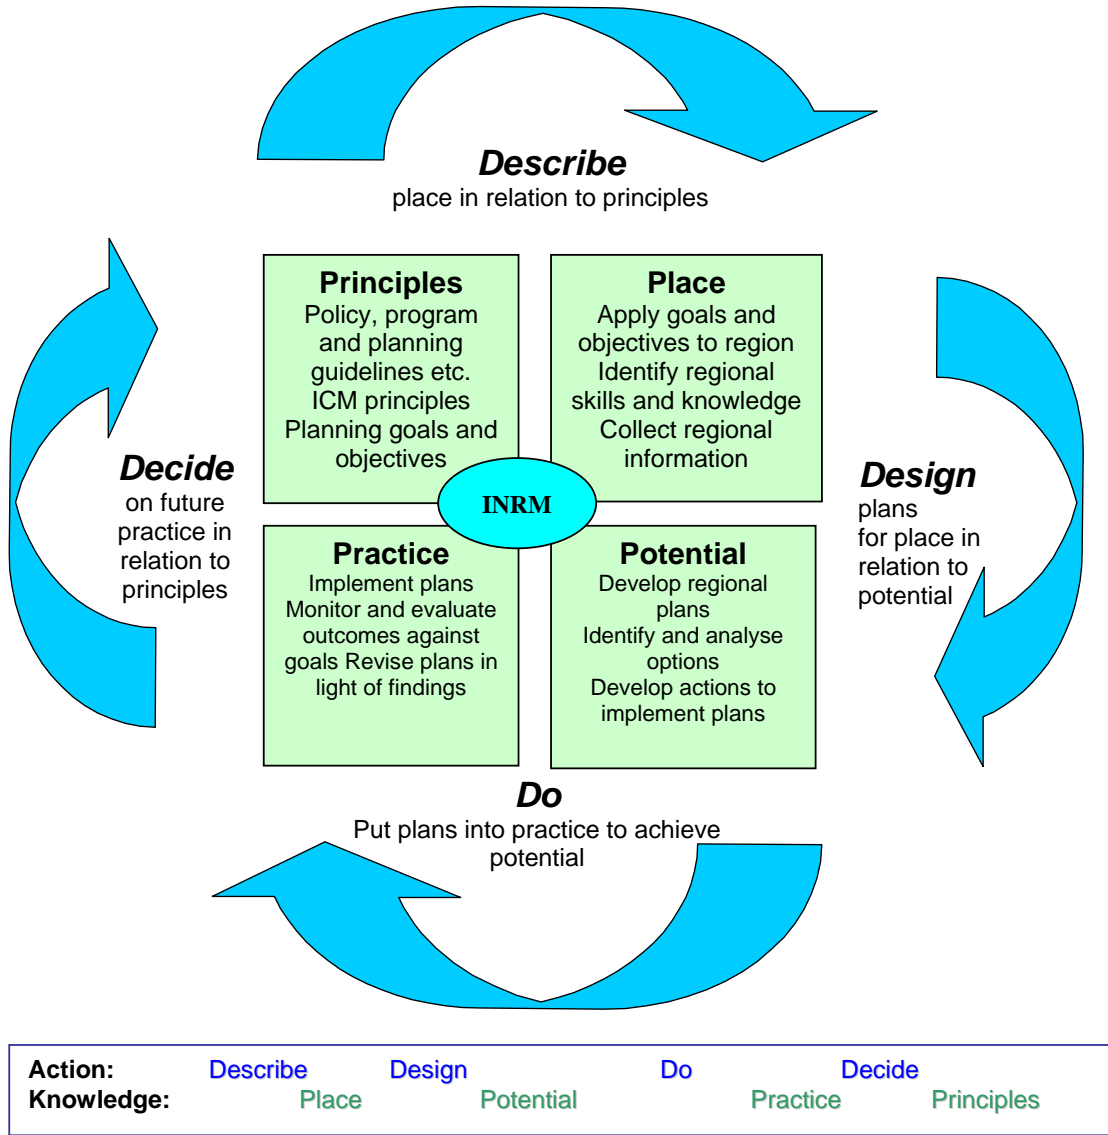 Describe
place in relation to principles
Principles
Policy, program
and planning
guidelines etc.
ICM principles
Planning goals and
objectives
Place
Apply goals and
objectives to region
Identify regional
skills and knowledge
Collect regional
information
Decide
on future
practice in
relation to
principles
INRM
Design
plans
for place in
relation to
potential
Practice
Implement plans
Monitor and evaluate
outcomes against
goals Revise plans in
light of findings
Potential
Develop regional
plans
Identify and analyse
options
Develop actions to
implement plans
Do
Put plans into practice to achieve
potential
Action: Describe Design Do Decide
Knowledge: Place Potential Practice Principles